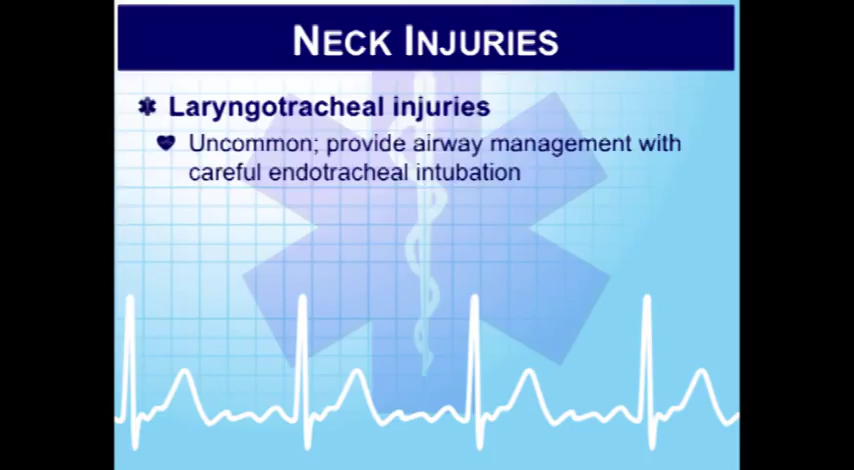 NECK INJURIES
Laryngotracheal injuries
Uncommon; provide airway management with
careful endotracheal intubation